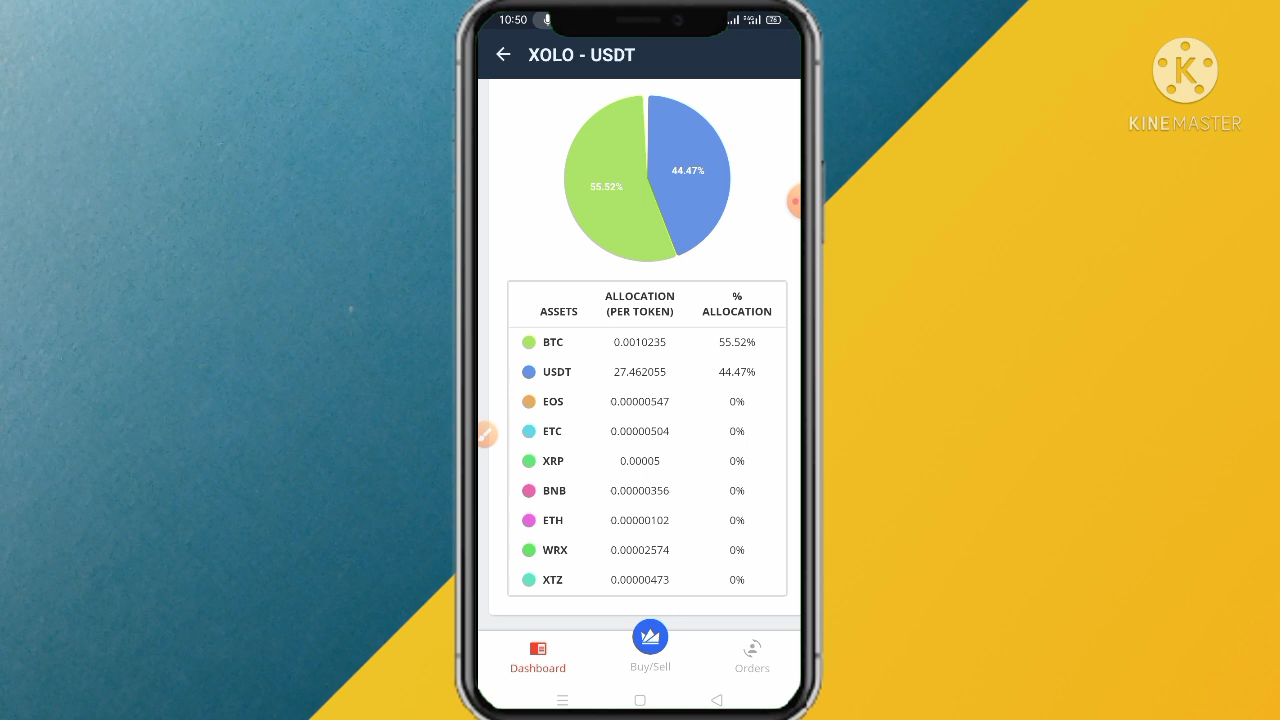 10:50
XOLO - USDT
KINEMASTER
55.52%
44.47%
ASSETS ALLOCATION (PER TOKEN) % ALLOCATION
BTC 0.0010235 55.52%
USDT 27.462055 44.47%
EOS 0.00000547 0%
ETC 0.00000504 0%
XRP 0.00005 0%
BNB 0.00000356 0%
ETH 0.00000102 0%
WRX 0.00002574 0%
XTZ 0.00000473 0%
Dashboard Buy/Sell Orders